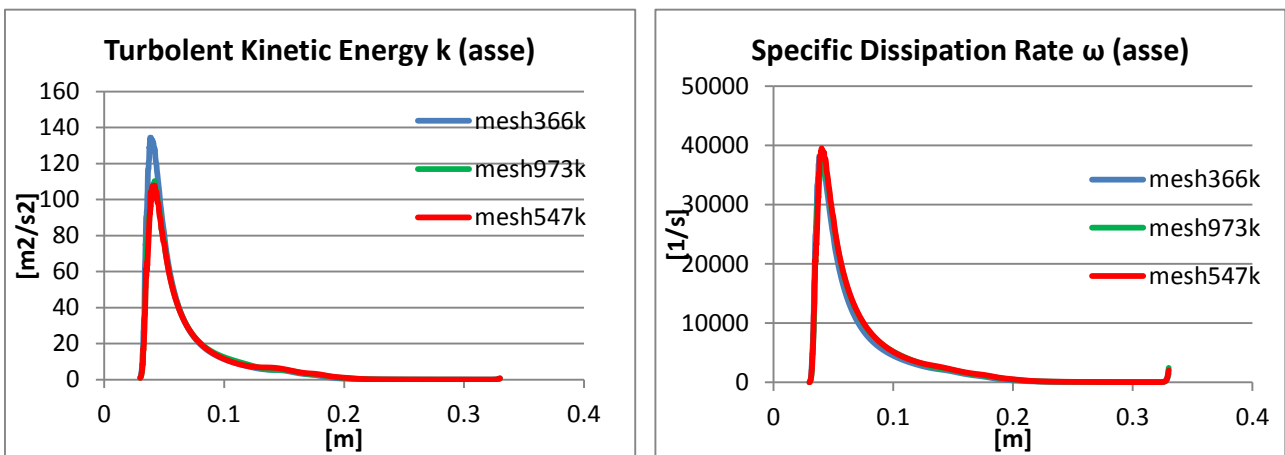 Turbolent Kinetic Energy k (asse)
160
140
120
100
80
60
40
20
0
[m2/s2]
mesh366k
mesh973k
mesh547k
0 0.1 0.2 0.3 0.4
[m]
Specific Dissipation Rate ω (asse)
50000
40000
30000
20000
10000
0
[1/s]
mesh366k
mesh973k
mesh547k
0 0.1 0.2 0.3 0.4
[m]